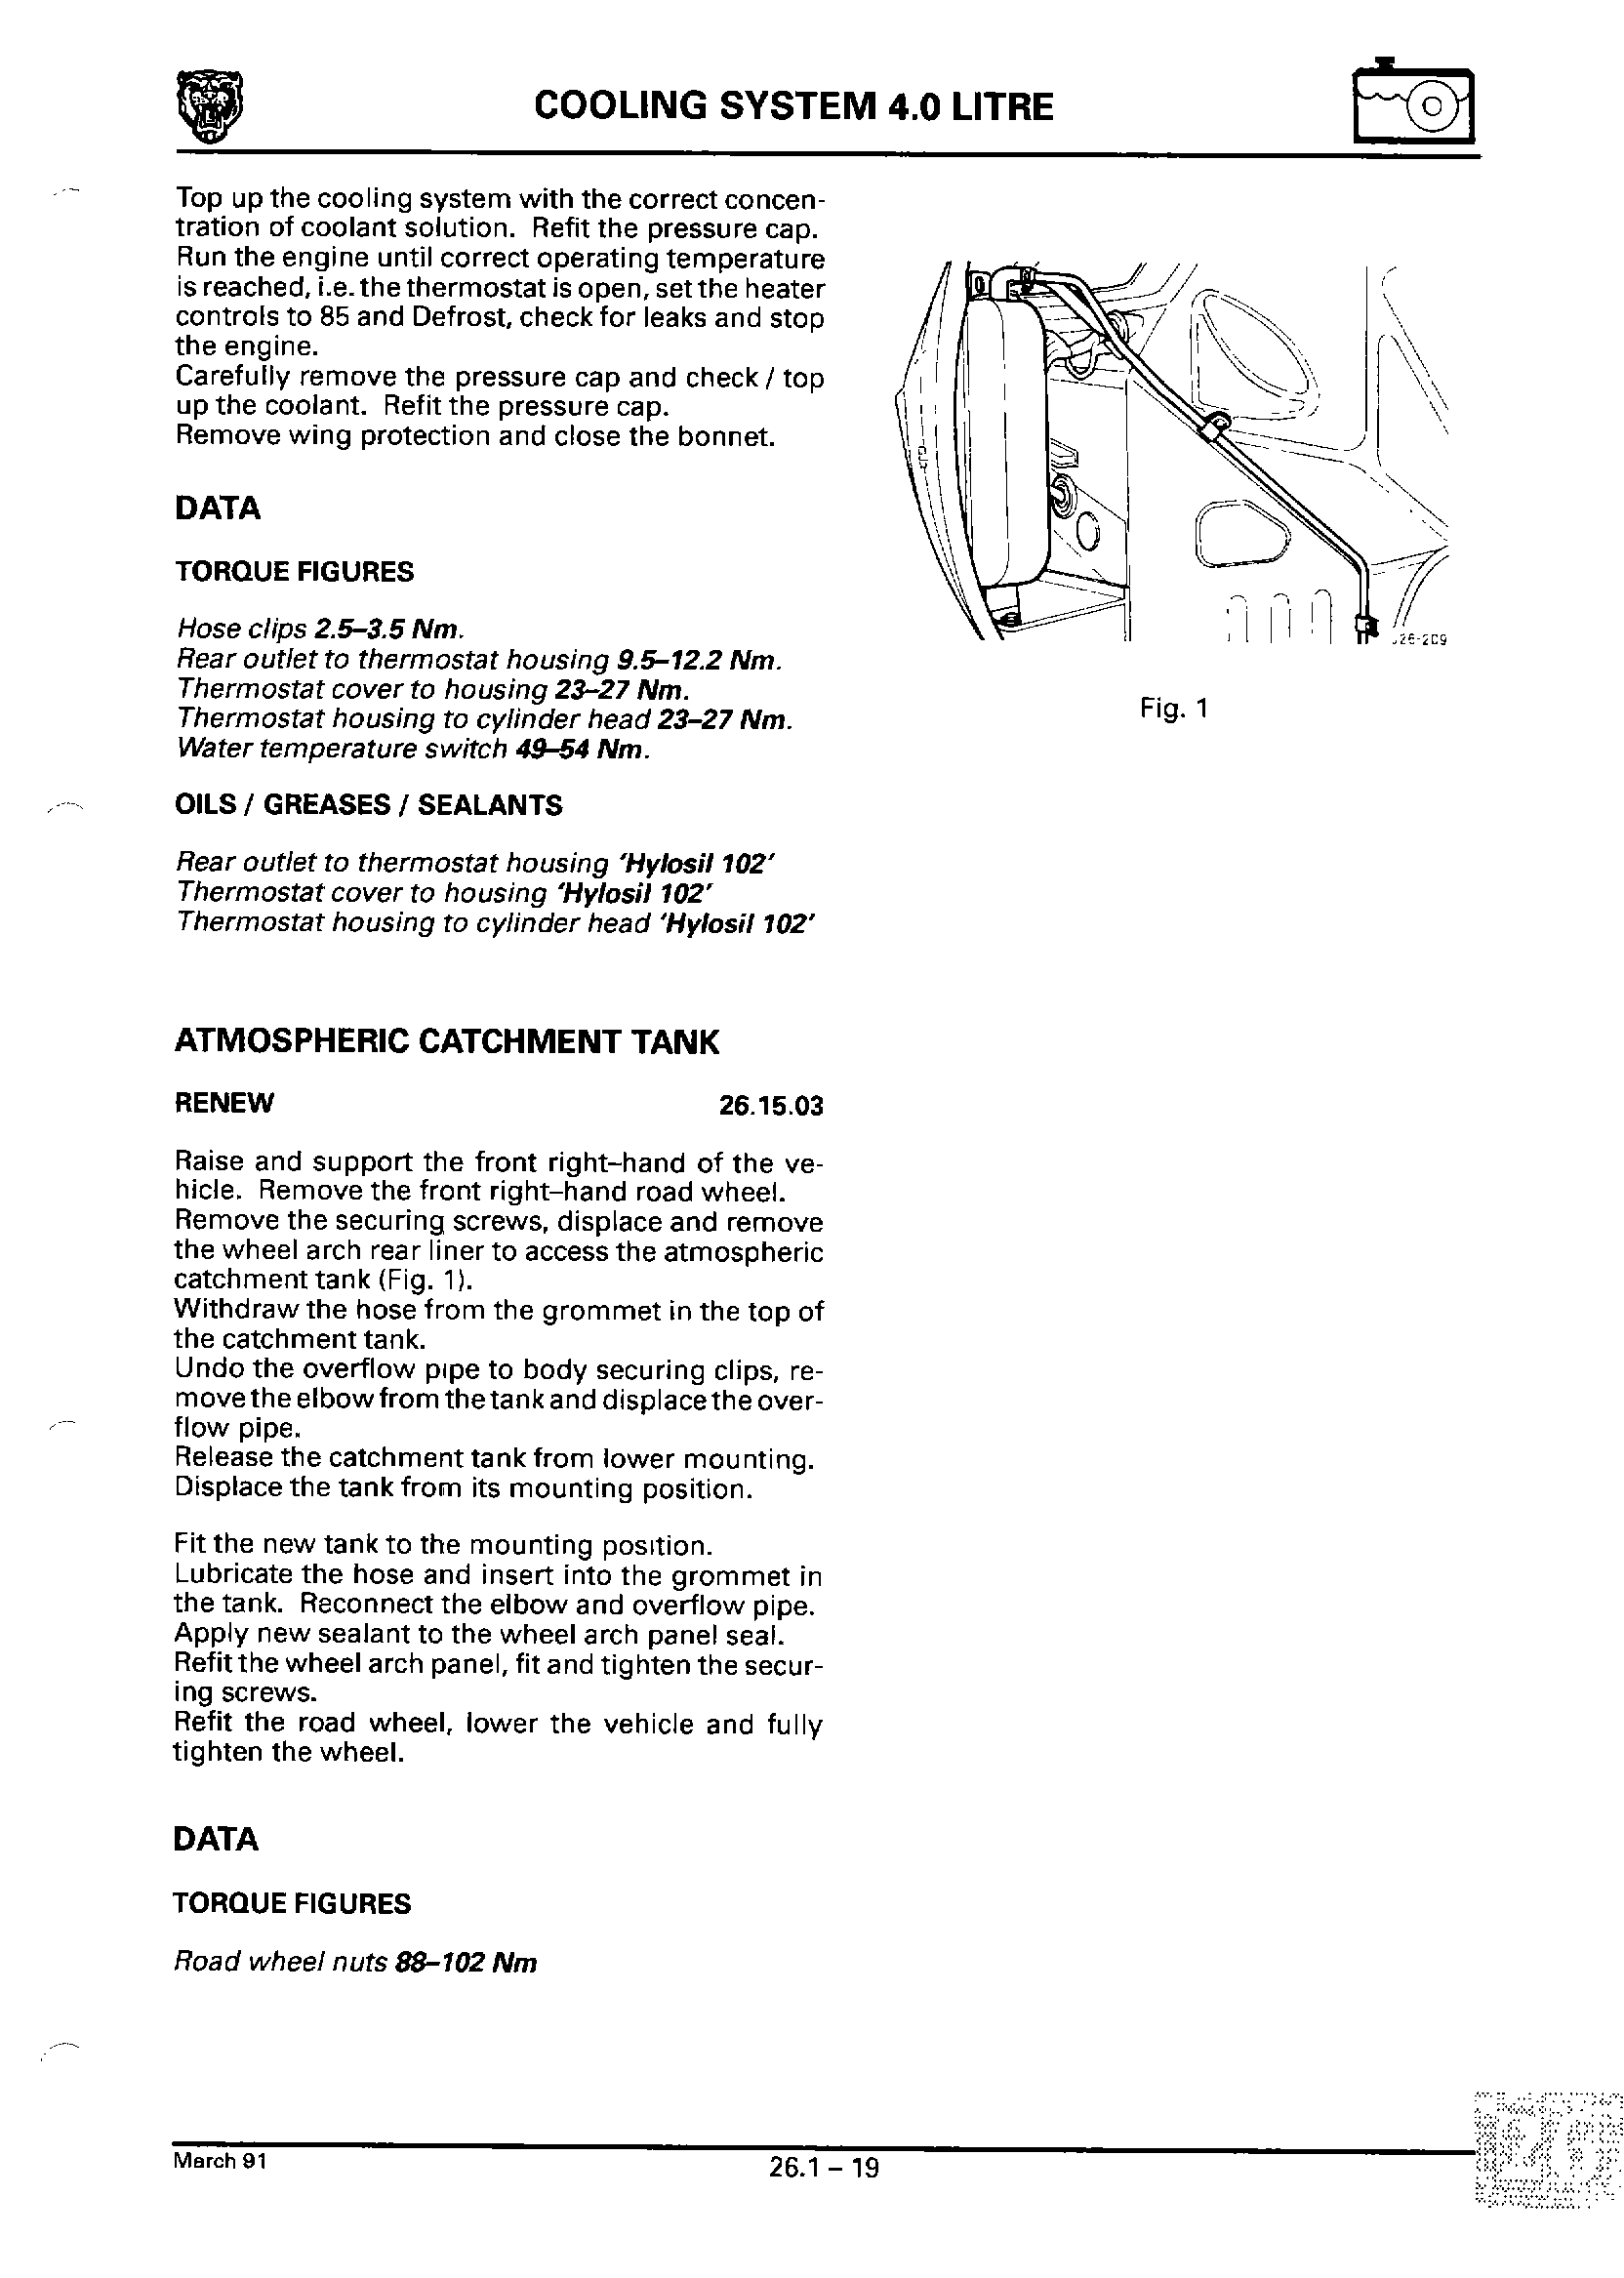 COOLING SYSTEM 4.0 LITRE
Top up the cooling system with the correct concen-
tration of coolant solution. Refit the pressure cap.
Run the engine until correct operating temperature
is reached, i.e. the thermostat is open, set the heater
controls to 85 and Defrost, check for leaks and stop
the engine.
Carefully remove the pressure cap and check / top
up the coolant. Refit the pressure cap.
Remove wing protection and close the bonnet.
DATA
TORQUE FIGURES
Hose clips 2.5–3.5 Nm.
Rear outlet to thermostat housing 9.5–12.2 Nm.
Thermostat cover to housing 23–27 Nm.
Thermostat housing to cylinder head 23–27 Nm.
Water temperature switch 49–54 Nm.
OILS / GREASES / SEALANTS
Rear outlet to thermostat housing ‘Hylosil 102’
Thermostat cover to housing ‘Hylosil 102’
Thermostat housing to cylinder head ‘Hylosil 102’
ATMOSPHERIC CATCHMENT TANK
RENEW 26.15.03
Raise and support the front right–hand of the ve-
hicle. Remove the front right–hand road wheel.
Remove the securing screws, displace and remove
the wheel arch rear liner to access the atmospheric
catchment tank (Fig. 1).
Withdraw the hose from the grommet in the top of
the catchment tank.
Undo the overflow pipe to body securing clips, re-
move the elbow from the tank and displace the over-
flow pipe.
Release the catchment tank from lower mounting.
Displace the tank from its mounting position.
Fit the new tank to the mounting position.
Lubricate the hose and insert into the grommet in
the tank. Reconnect the elbow and overflow pipe.
Apply new sealant to the wheel arch panel seal.
Refit the wheel arch panel, fit and tighten the secur-
ing screws.
Refit the road wheel, lower the vehicle and fully
tighten the wheel.
DATA
TORQUE FIGURES
Road wheel nuts 88–102 Nm
J26-209
Fig. 1
March 91
26.1 – 19